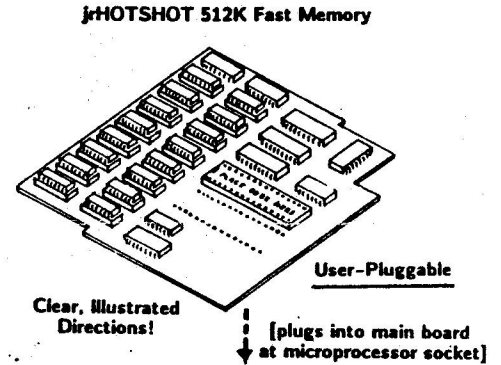 jrHOTSHOT 512K Fast Memory
User-Pluggable
Clear, Illustrated
Directions!
[plugs into main board
at microprocessor socket]